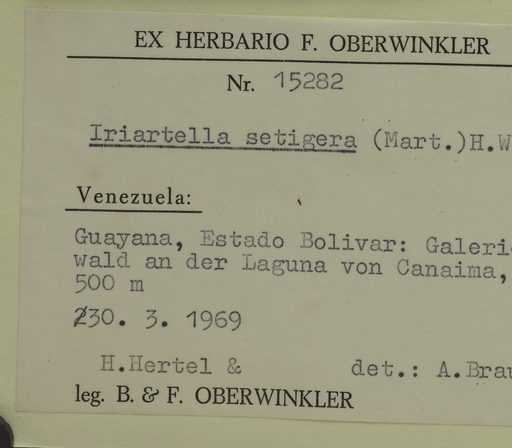 EX HERBARIO F. OBERWINKLER
Nr. 15282
Iriartella setigera (Mart.)H.W
Venezuela:
Guayana, Estado Bolivar: Galeri
wald an der Laguna von Canaima,
500 m
30. 3. 1969
H.Hertel & det.: A.Brau
leg. B. & F. OBERWINKLER